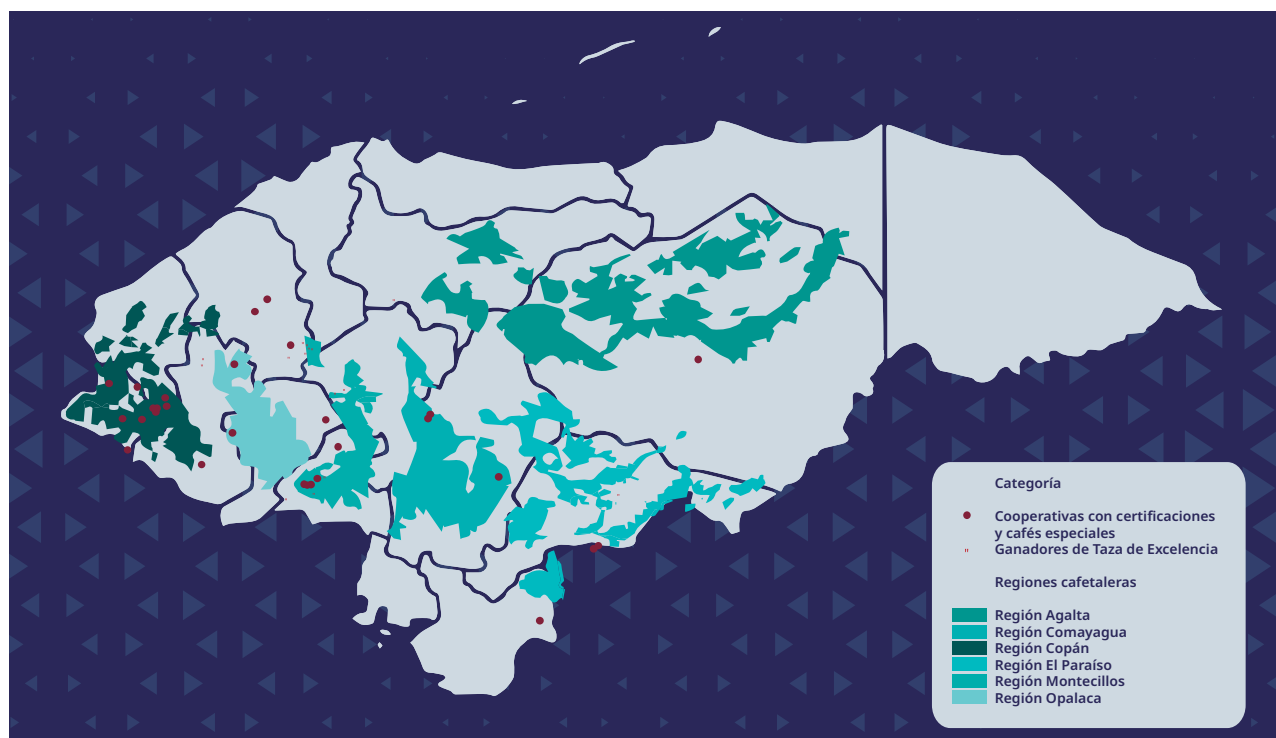 Categoría
Cooperativas con certificaciones
y cafés especiales
Ganadores de Taza de Excelencia
Regiones cafetaleras
Región Agalta
Región Comayagua
Región Copán
Región El Paraíso
Región Montecillos
Región Opalaca